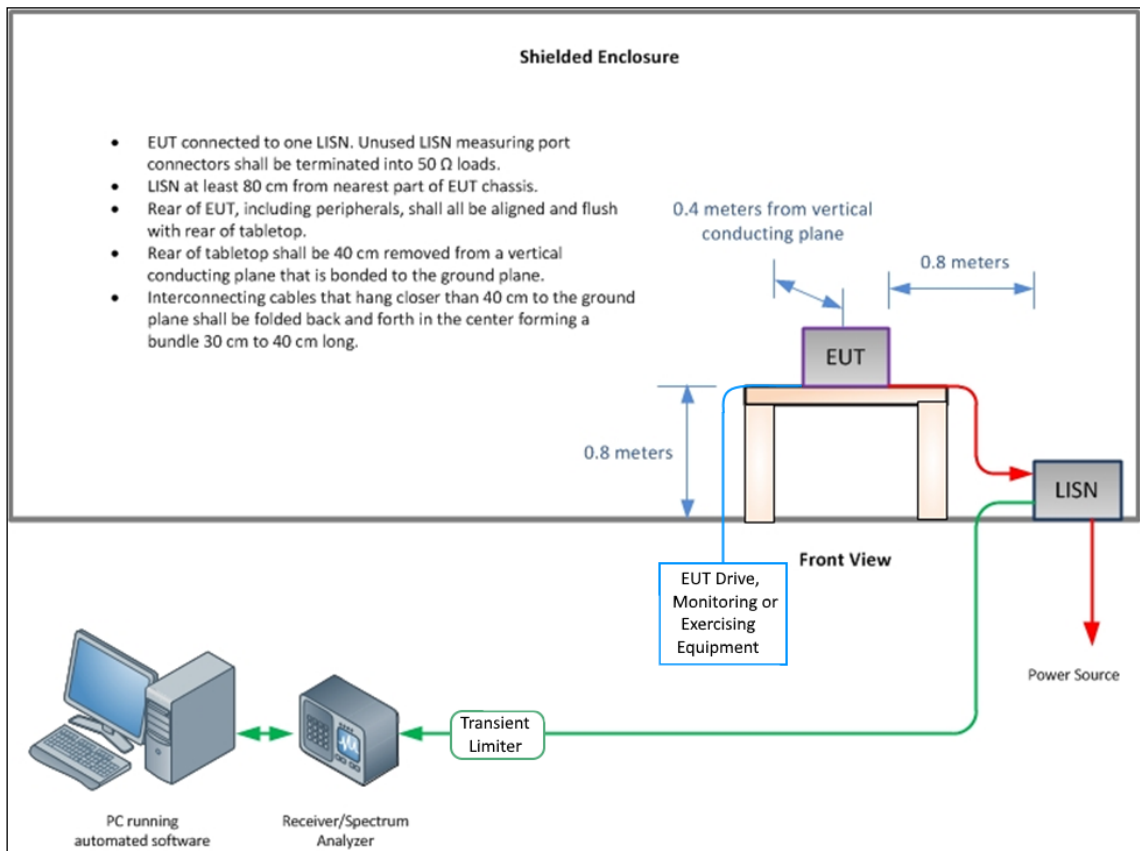 Shielded Enclosure
• EUT connected to one LISN. Unused LISN measuring port
connectors shall be terminated into 50 Ω loads.
• LISN at least 80 cm from nearest part of EUT chassis.
• Rear of EUT, including peripherals, shall all be aligned and flush
with rear of tabletop.
• Rear of tabletop shall be 40 cm removed from a vertical
conducting plane that is bonded to the ground plane.
• Interconnecting cables that hang closer than 40 cm to the ground
plane shall be folded back and forth in the center forming a
bundle 30 cm to 40 cm long.
0.4 meters from vertical
conducting plane
0.8 meters
EUT
0.8 meters
LISN
Front View
EUT Drive,
Monitoring or
Exercising
Equipment
Power Source
Transient
Limiter
PC running
automated software
Receiver/Spectrum
Analyzer